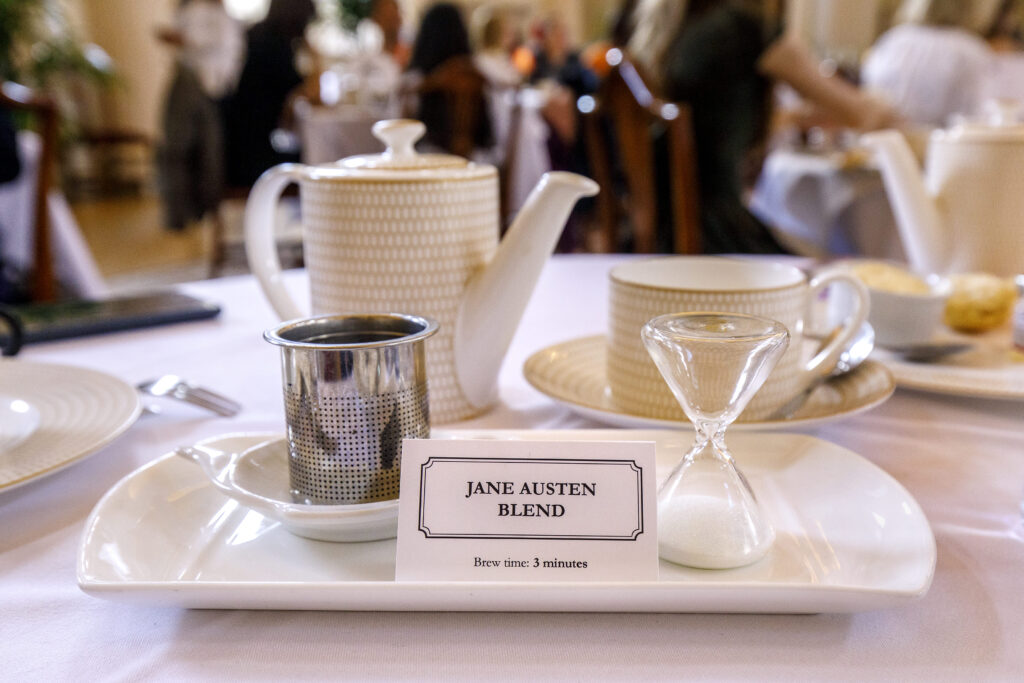 JANE AUSTEN
BLEND
Brew time: 3 minutes